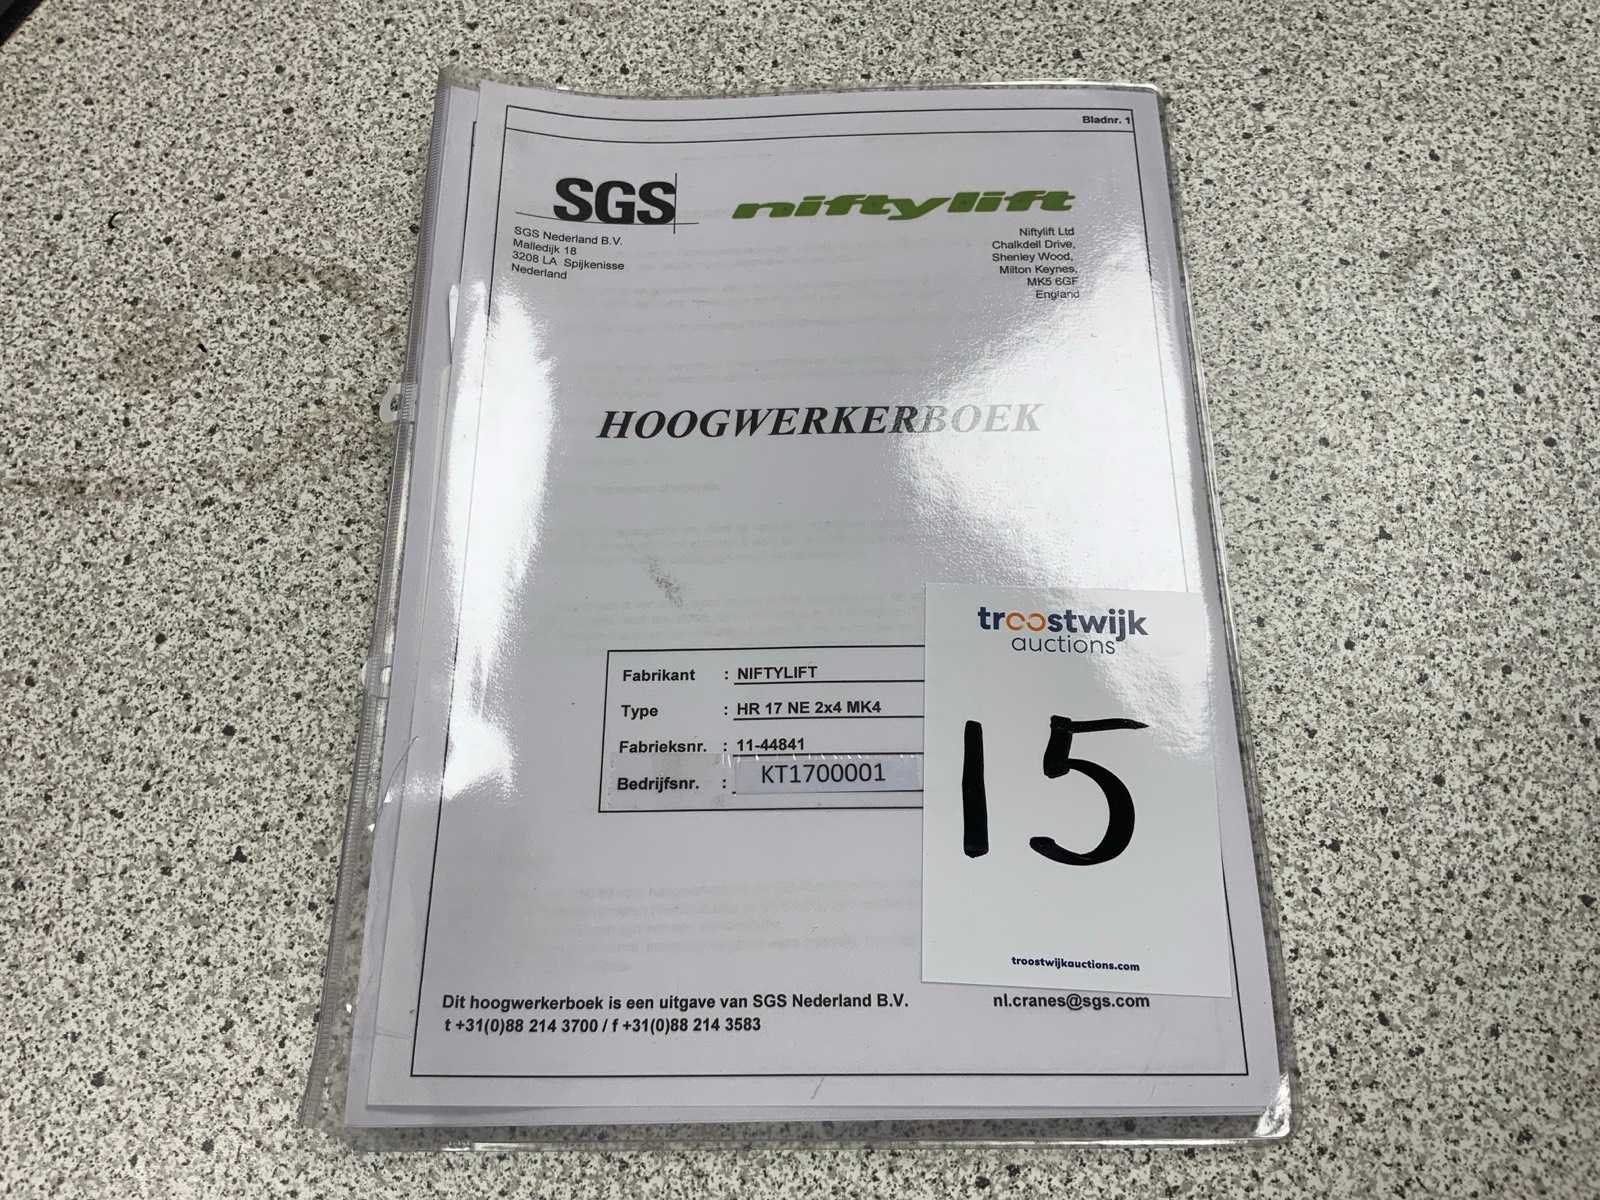 Bladnr. 1
SGS
niftylift
SGS Nederland B.V.
Malledijk 18
3208 LA Spijkenisse
Nederland
Niftylift Ltd
Chalkdell Drive,
Shenley Wood,
Milton Keynes,
MK5 6GF
England
HOOGWERKERBOEK
Fabrikant : NIFTYLIFT
Type : HR 17 NE 2x4 MK4
Fabrieksnr. : 11-44841
Bedrijfsnr. : KT1700001
troostwijk
auctions
15
troostwijkauctions.com
Dit hoogwerkerboek is een uitgave van SGS Nederland B.V. nl.cranes@sgs.com
t +31(0)88 214 3700 / f +31(0)88 214 3583